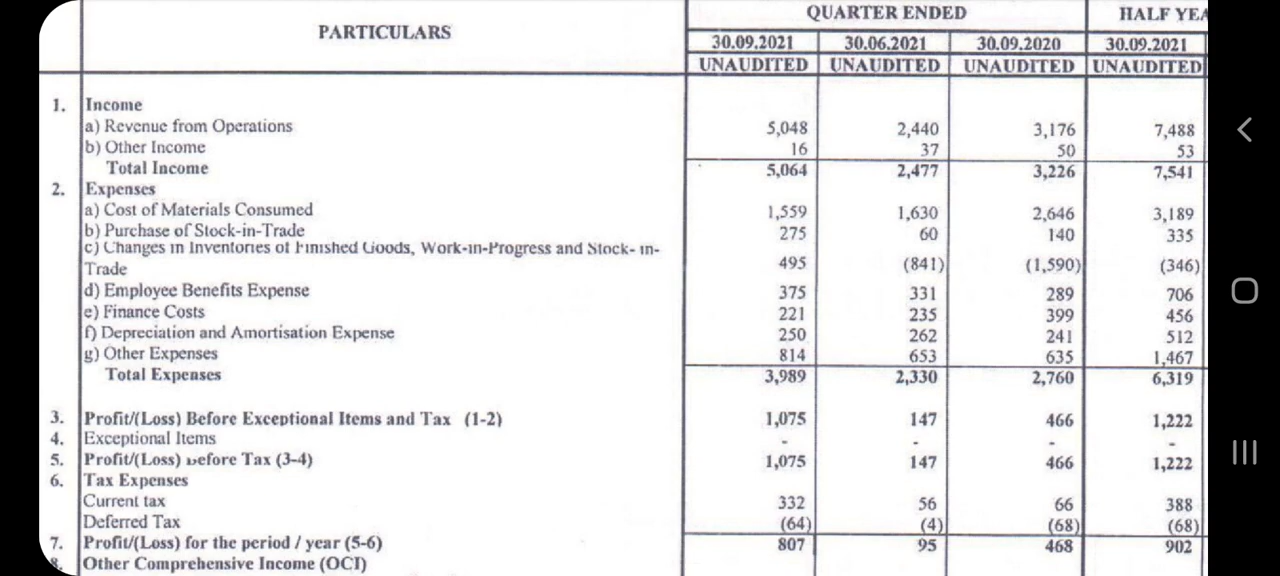 PARTICULARS QUARTER ENDED HALF YEA
30.09.2021 30.06.2021 30.09.2020 30.09.2021
UNAUDITED UNAUDITED UNAUDITED UNAUDITED
1. Income
a) Revenue from Operations 5,048 2,440 3,176 7,488
b) Other Income 16 37 50 53
Total Income 5,064 2,477 3,226 7,541
2. Expenses
a) Cost of Materials Consumed 1,559 1,630 2,646 3,189
b) Purchase of Stock-in-Trade 275 60 140 335
c) Changes in Inventories of Finished Goods, Work-in-Progress and Stock- in-
Trade 495 (841) (1,590) (346)
d) Employee Benefits Expense 375 331 289 706
e) Finance Costs 221 235 399 456
f) Depreciation and Amortisation Expense 250 262 241 512
g) Other Expenses 814 653 635 1,467
Total Expenses 3,989 2,330 2,760 6,319
3. Profit/(Loss) Before Exceptional Items and Tax (1-2) 1,075 147 466 1,222
4. Exceptional Items - - - -
5. Profit/(Loss) before Tax (3-4) 1,075 147 466 1,222
6. Tax Expenses
Current tax 332 56 66 388
Deferred Tax (64) (4) (68) (68)
7. Profit/(Loss) for the period / year (5-6) 807 95 468 902
8. Other Comprehensive Income (OCI)